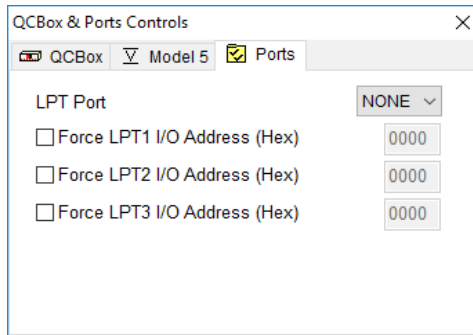 QCBox & Ports Controls
QCBox Model 5 Ports
LPT Port NONE
Force LPT1 I/O Address (Hex) 0000
Force LPT2 I/O Address (Hex) 0000
Force LPT3 I/O Address (Hex) 0000